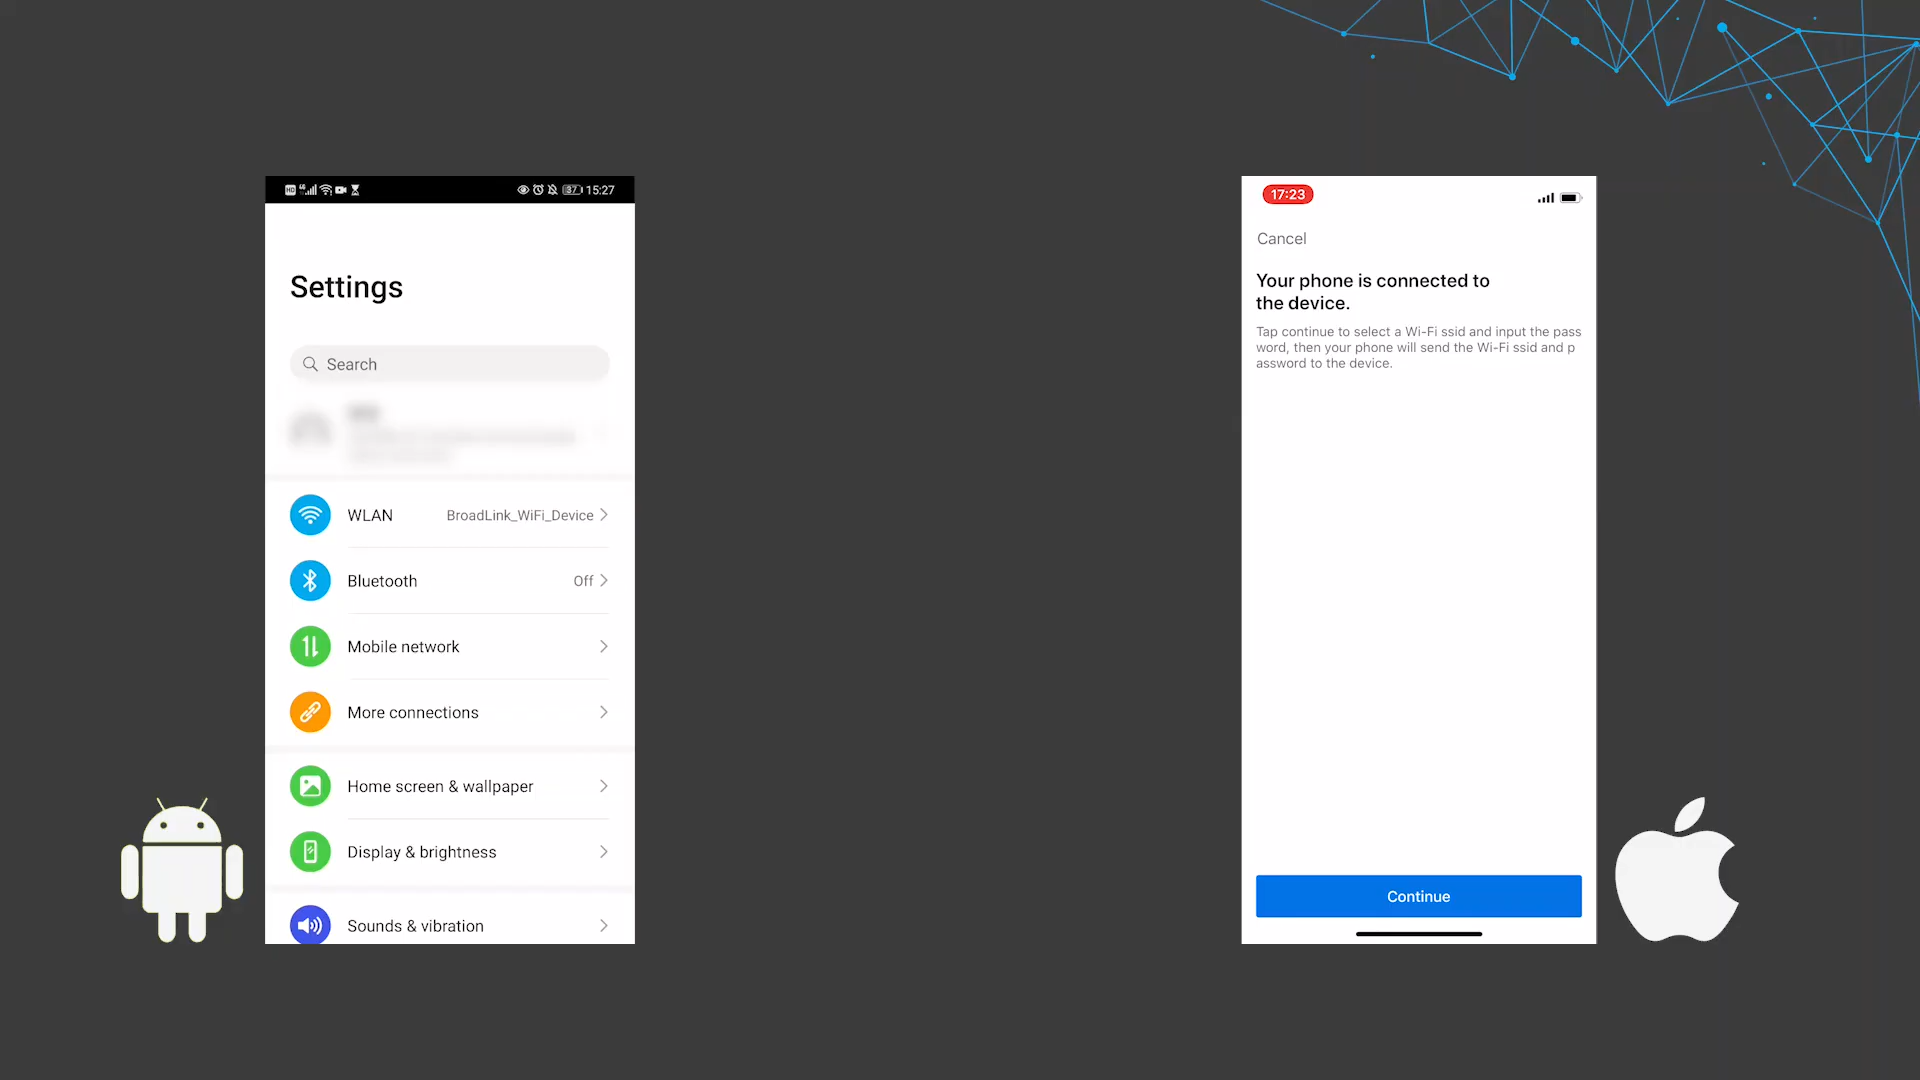 15:27
Settings
Search
WLAN
BroadLink_WiFi_Device
Bluetooth
Off
Mobile network
More connections
Home screen & wallpaper
Display & brightness
Sounds & vibration
17:23
Cancel
Your phone is connected to
the device.
Tap continue to select a Wi-Fi ssid and input the pass
word, then your phone will send the Wi-Fi ssid and p
assword to the device.
Continue